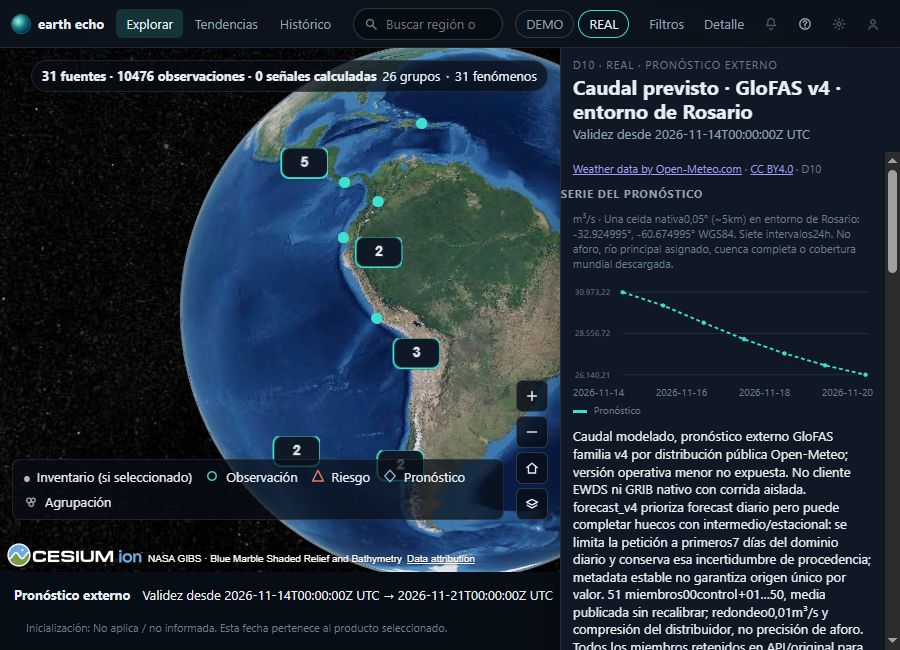 earth echo
Explorar
Tendencias
Histórico
Buscar región o
DEMO
REAL
Filtros
Detalle
31 fuentes · 10476 observaciones · 0 señales calculadas 26 grupos · 31 fenómenos
5
2
3
2
2
+
−
Inventario (si seleccionado)
Observación
Riesgo
Pronóstico
Agrupación
CESIUM ion
NASA GIBS · Blue Marble Shaded Relief and Bathymetry Data attribution
Pronóstico externo Validez desde 2026-11-14T00:00:00Z UTC → 2026-11-21T00:00:00Z UTC
Inicialización: No aplica / no informada. Esta fecha pertenece al producto seleccionado.
D10 · REAL · PRONÓSTICO EXTERNO
Caudal previsto · GloFAS v4 ·
entorno de Rosario
Validez desde 2026-11-14T00:00:00Z UTC
Weather data by Open-Meteo.com · CC BY4.0 · D10
SERIE DEL PRONÓSTICO
m³/s · Una celda nativa0,05° (~5km) en entorno de Rosario:
-32.924995°, -60.674995° WGS84. Siete intervalos24h. No
aforo, río principal asignado, cuenca completa o cobertura
mundial descargada.
30.973,22
28.556,72
26.140,21
2026-11-14
2026-11-16
2026-11-18
2026-11-20
Pronóstico
Caudal modelado, pronóstico externo GloFAS
familia v4 por distribución pública Open-Meteo;
versión operativa menor no expuesta. No cliente
EWDS ni GRIB nativo con corrida aislada.
forecast_v4 prioriza forecast diario pero puede
completar huecos con intermedio/estacional: se
limita la petición a primeros7 días del dominio
diario y conserva esa incertidumbre de procedencia;
metadata estable no garantiza origen único por
valor. 51 miembros00control+01...50, media
publicada sin recalibrar; redondeo0,01m³/s y
compresión del distribuidor, no precisión de aforo.
Todos los miembros retenidos en API/original para